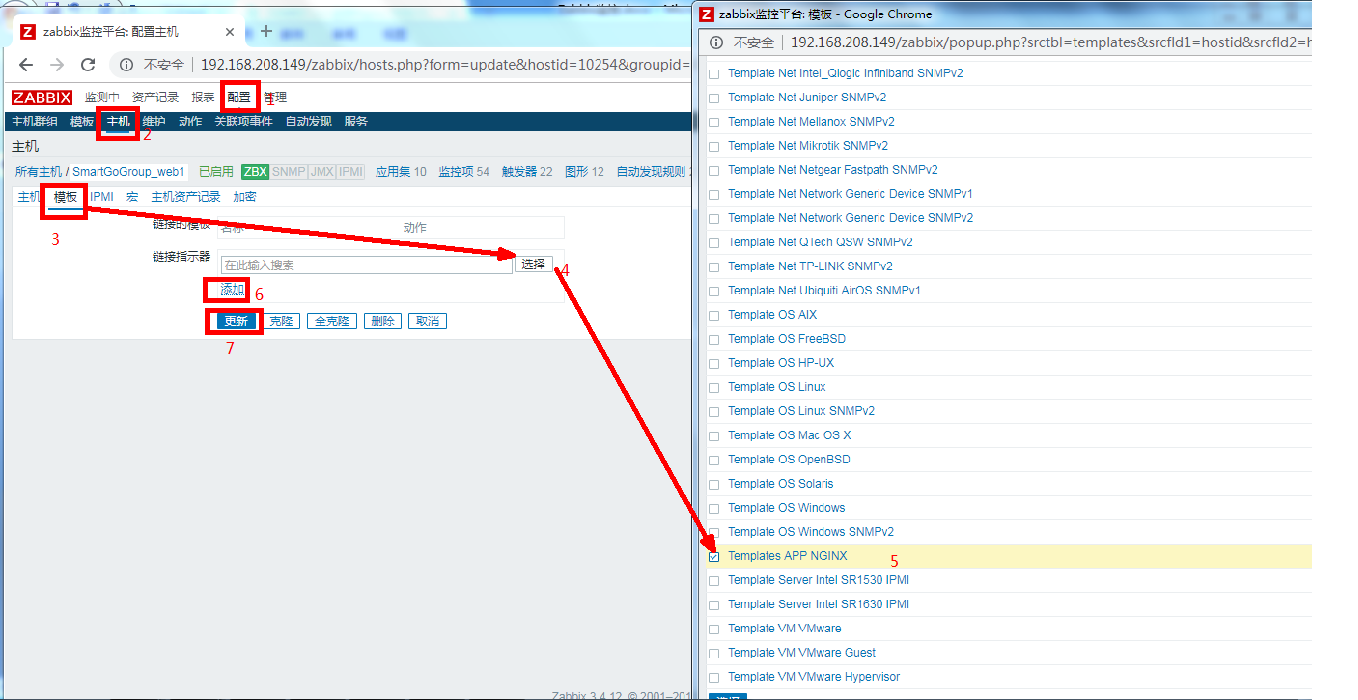 zabbix监控平台: 配置主机
不安全 | 192.168.208.149/zabbix/hosts.php?form=update&hostid=10254&groupid=
ZABBIX 监测中 资产记录 报表 配置 管理
1
主机群组 模板 主机 维护 动作 关联项事件 自动发现 服务
2
主机
所有主机 / SmartGoGroup_web1 已启用 ZBX SNMP JMX IPMI 应用集 10 监控项 54 触发器 22 图形 12 自动发现规则 2
主机 模板 IPMI 宏 主机资产记录 加密
3
链接的模板 名称 动作
链接指示器 在此输入搜索 选择
4
添加 6
更新 克隆 全克隆 删除 取消
7
Zabbix 3.4.12. © 2001–201
zabbix监控平台: 模板 - Google Chrome
不安全 | 192.168.208.149/zabbix/popup.php?srctbl=templates&srcfld1=hostid&srcfld2=h
Template Net Intel_Qlogic Infiniband SNMPv2
Template Net Juniper SNMPv2
Template Net Mellanox SNMPv2
Template Net Mikrotik SNMPv2
Template Net Netgear Fastpath SNMPv2
Template Net Network Generic Device SNMPv1
Template Net Network Generic Device SNMPv2
Template Net QTech QSW SNMPv2
Template Net TP-LINK SNMPv2
Template Net Ubiquiti AirOS SNMPv1
Template OS AIX
Template OS FreeBSD
Template OS HP-UX
Template OS Linux
Template OS Linux SNMPv2
Template OS Mac OS X
Template OS OpenBSD
Template OS Solaris
Template OS Windows
Template OS Windows SNMPv2
Templates APP NGINX 5
Template Server Intel SR1530 IPMI
Template Server Intel SR1630 IPMI
Template VM VMware
Template VM VMware Guest
Template VM VMware Hypervisor